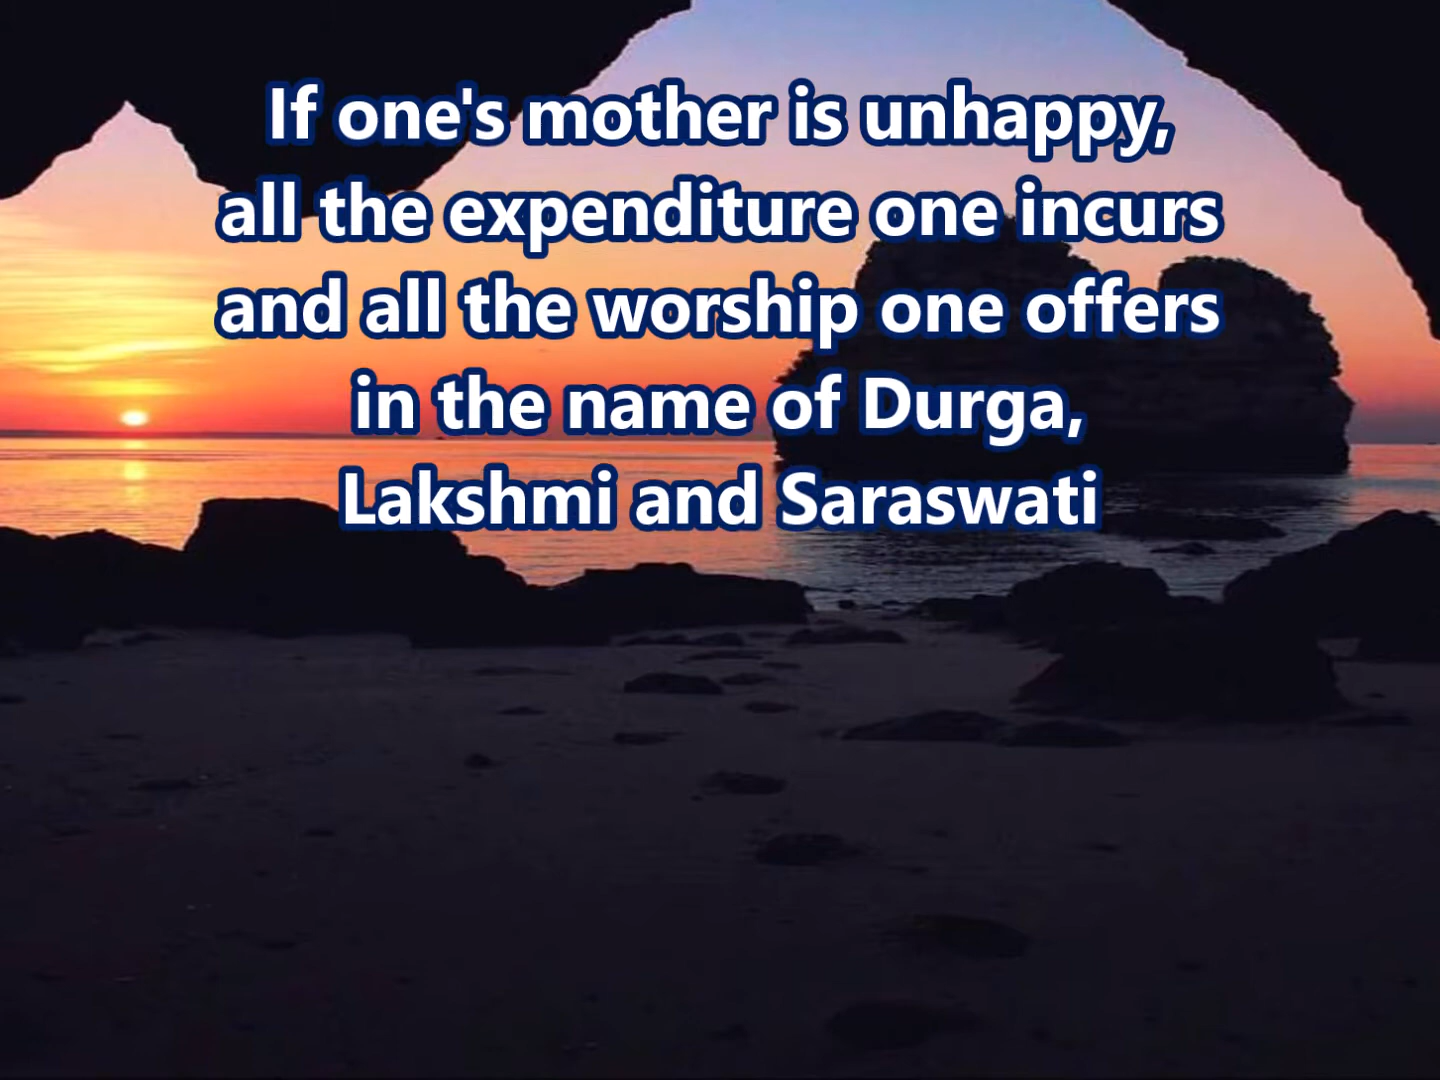 If one's mother is unhappy,
all the expenditure one incurs
and all the worship one offers
in the name of Durga,
Lakshmi and Saraswati